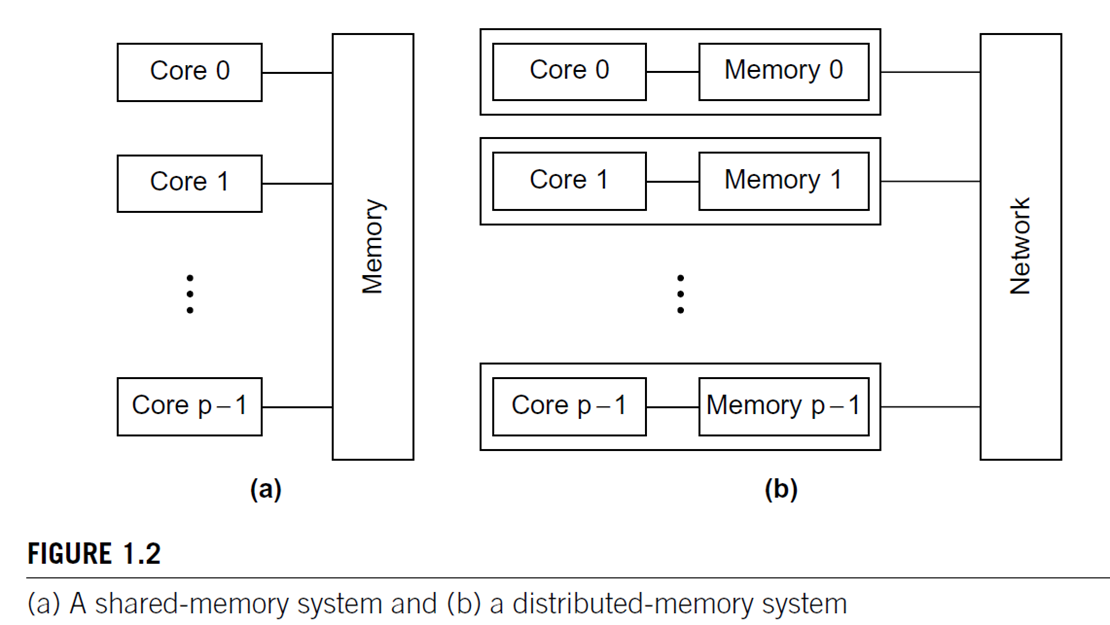 Core 0
Core 1
⋮
Core p−1
Memory
(a)
Core 0 Memory 0
Core 1 Memory 1
⋮
Core p−1 Memory p−1
Network
(b)
FIGURE 1.2
(a) A shared-memory system and (b) a distributed-memory system